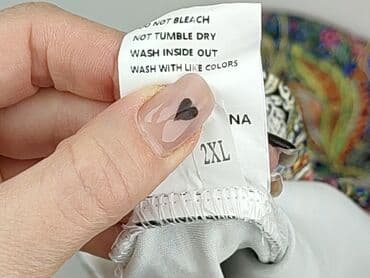 NOT BLEACH
NOT TUMBLE DRY
WASH INSIDE OUT
WASH WITH LIKE COLORS
NA
2XL